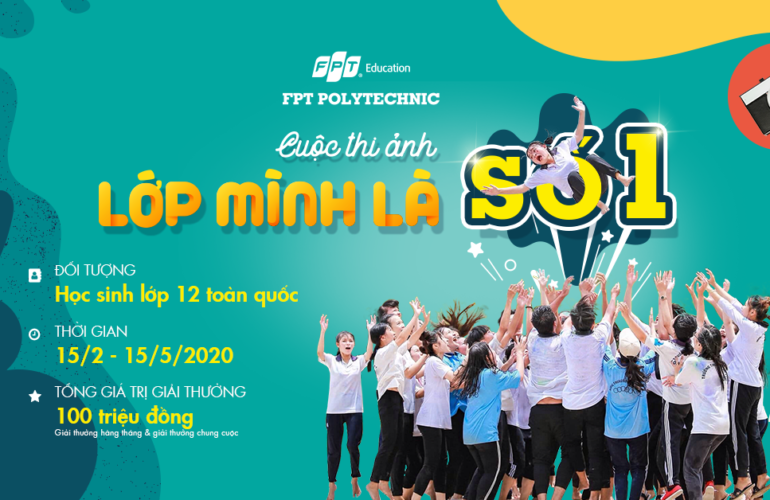 FPT Education
FPT POLYTECHNIC
Cuộc thi ảnh
LỚP MÌNH LÀ SỐ 1
ĐỐI TƯỢNG
Học sinh lớp 12 toàn quốc
THỜI GIAN
15/2 - 15/5/2020
TỔNG GIÁ TRỊ GIẢI THƯỞNG
100 triệu đồng
Giải thưởng hàng tháng & giải thưởng chung cuộc